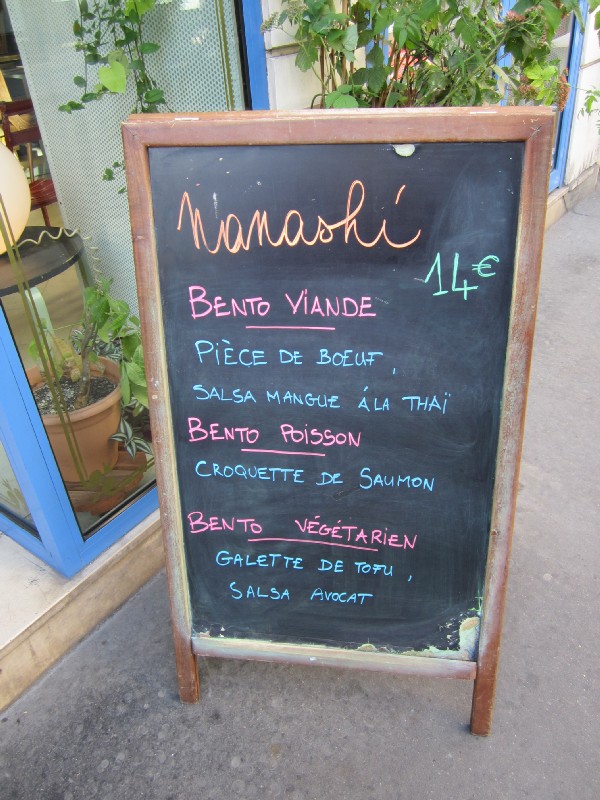 Nanashi
14€
BENTO VIANDE
PIÈCE DE BOEUF,
SALSA MANGUE Á LA THAÏ
BENTO POISSON
CROQUETTE DE SAUMON
BENTO VÉGÉTARIEN
GALETTE DE TOFU,
SALSA AVOCAT